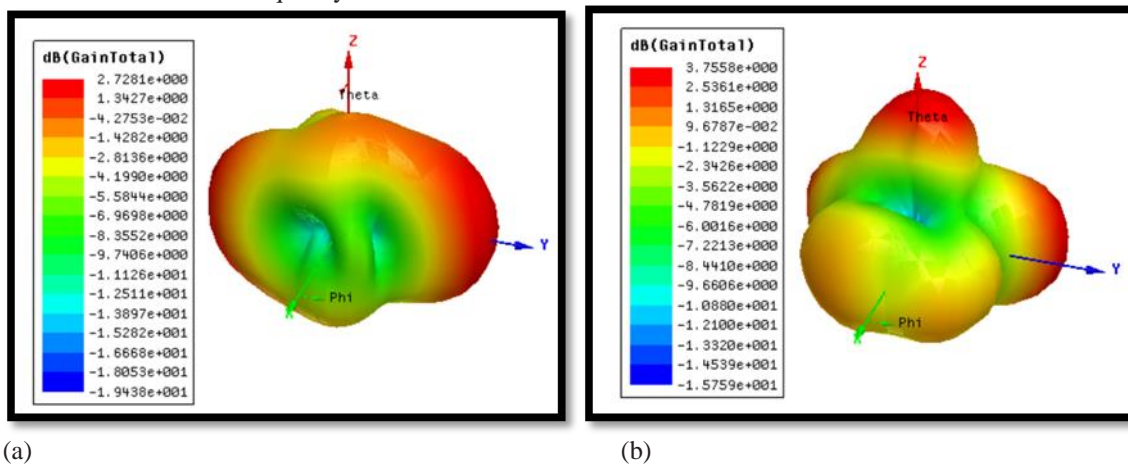 dB(GainTotal)
2.7281e+000
1.3427e+000
-4.2753e-002
-1.4282e+000
-2.8136e+000
-4.1990e+000
-5.5844e+000
-6.9698e+000
-8.3552e+000
-9.7406e+000
-1.1126e+001
-1.2511e+001
-1.3897e+001
-1.5282e+001
-1.6668e+001
-1.8053e+001
-1.9438e+001
Z
Theta
Y
Phi
X
dB(GainTotal)
3.7558e+000
2.5361e+000
1.3165e+000
9.6787e-002
-1.1229e+000
-2.3426e+000
-3.5622e+000
-4.7819e+000
-6.0016e+000
-7.2213e+000
-8.4410e+000
-9.6606e+000
-1.0880e+001
-1.2100e+001
-1.3320e+001
-1.4539e+001
-1.5759e+001
Z
Theta
Y
X
Phi
(a)
(b)